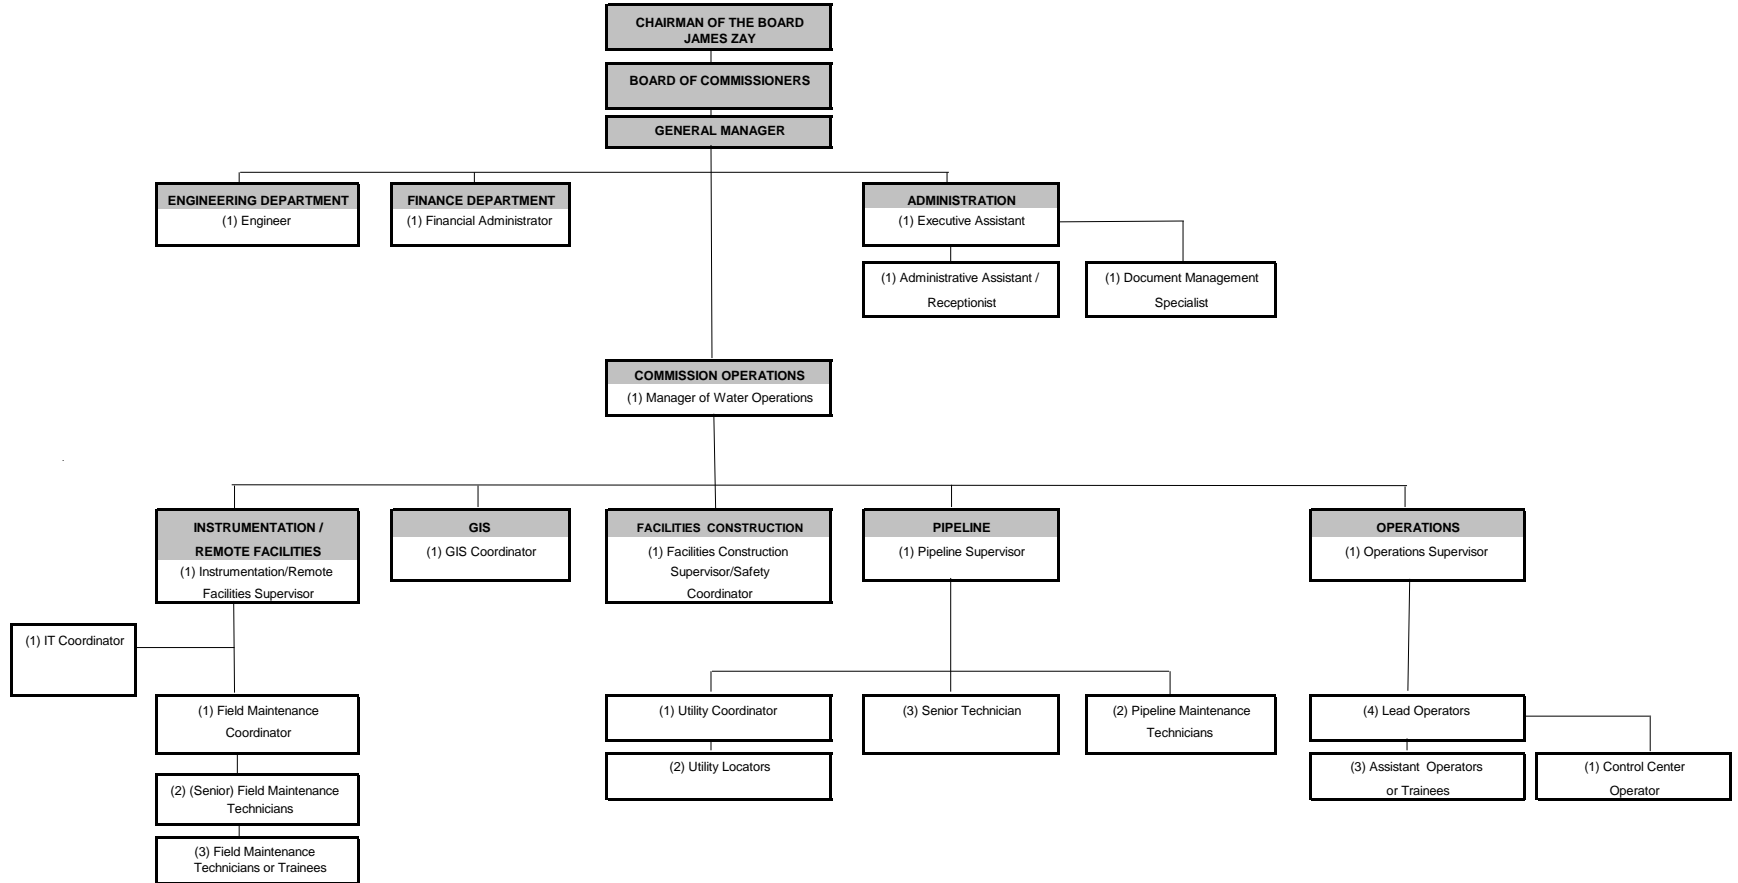 CHAIRMAN OF THE BOARD
JAMES ZAY
BOARD OF COMMISSIONERS
GENERAL MANAGER
ENGINEERING DEPARTMENT
(1) Engineer
FINANCE DEPARTMENT
(1) Financial Administrator
ADMINISTRATION
(1) Executive Assistant
(1) Administrative Assistant /
Receptionist
(1) Document Management
Specialist
COMMISSION OPERATIONS
(1) Manager of Water Operations
INSTRUMENTATION /
REMOTE FACILITIES
(1) Instrumentation/Remote
Facilities Supervisor
GIS
(1) GIS Coordinator
FACILITIES CONSTRUCTION
(1) Facilities Construction
Supervisor/Safety
Coordinator
PIPELINE
(1) Pipeline Supervisor
OPERATIONS
(1) Operations Supervisor
(1) IT Coordinator
(1) Field Maintenance
Coordinator
(2) (Senior) Field Maintenance
Technicians
(3) Field Maintenance
Technicians or Trainees
(1) Utility Coordinator
(2) Utility Locators
(3) Senior Technician
(2) Pipeline Maintenance
Technicians
(4) Lead Operators
(3) Assistant Operators
or Trainees
(1) Control Center
Operator